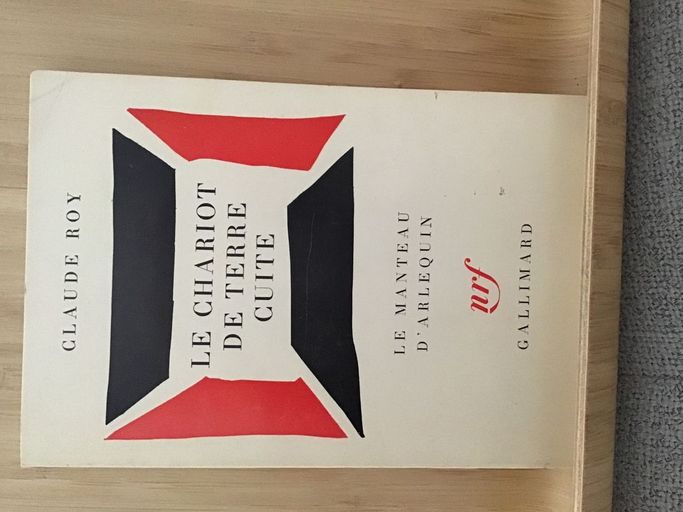 CLAUDE ROY
LE CHARIOT
DE TERRE
CUITE
LE MANTEAU
D'ARLEQUIN
nrf
GALLIMARD